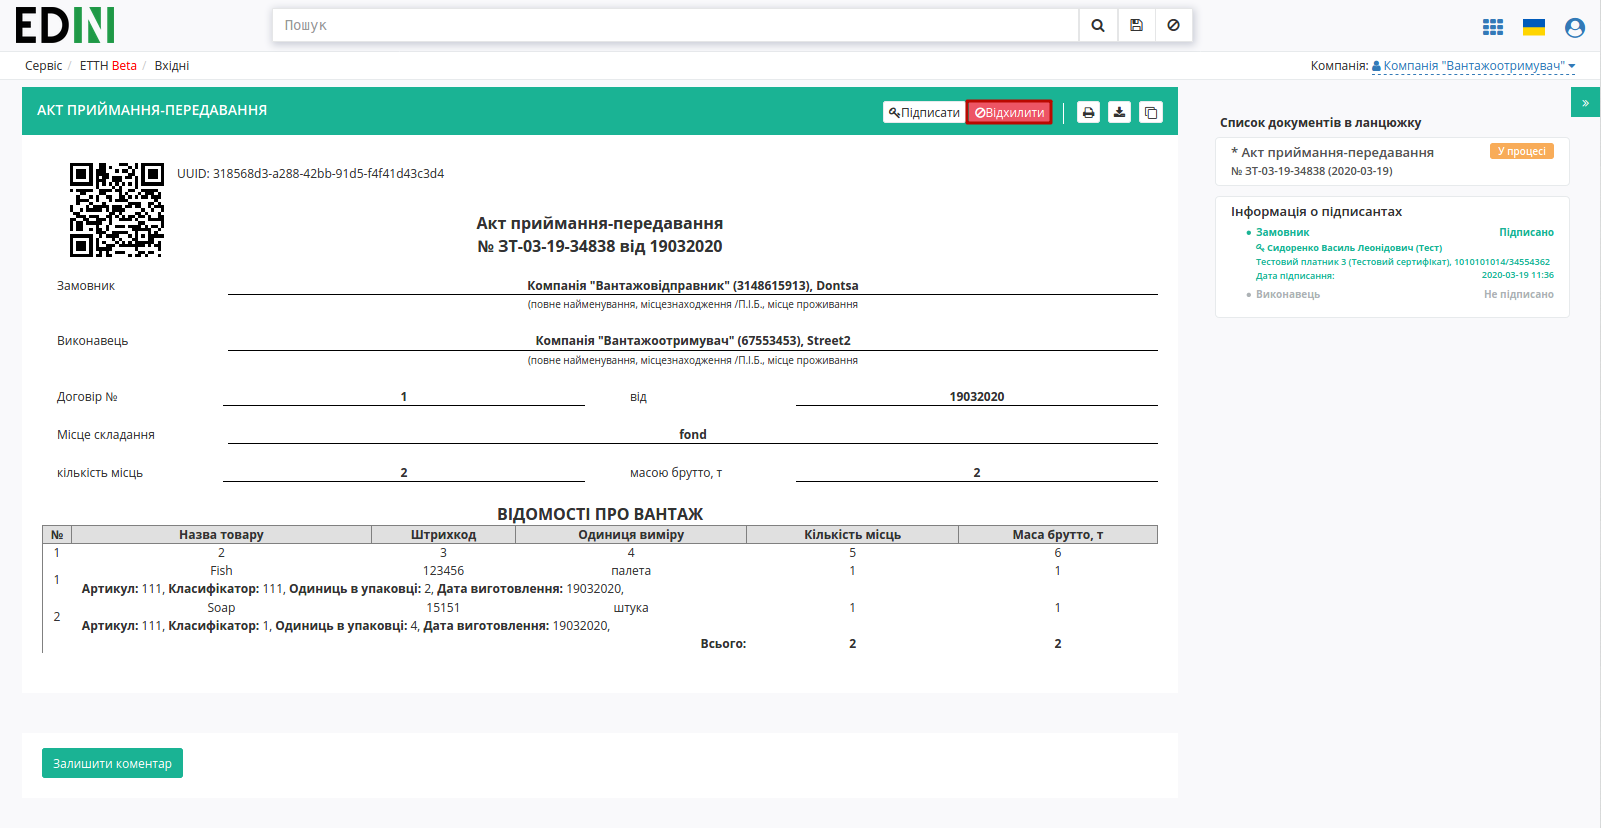 EDIN
Пошук
Сервіс / ЕТТН Beta / Вхідні
Компанія: Компанія "Вантажоотримувач"
АКТ ПРИЙМАННЯ-ПЕРЕДАВАННЯ
Підписати
Відхилити
»
UUID: 318568d3-a288-42bb-91d5-f4f41d43c3d4
Акт приймання-передавання
№ ЗТ-03-19-34838 від 19032020
Замовник
Компанія "Вантажовідправник" (3148615913), Dontsa
(повне найменування, місцезнаходження /П.І.Б., місце проживання
Виконавець
Компанія "Вантажоотримувач" (67553453), Street2
(повне найменування, місцезнаходження /П.І.Б., місце проживання
Договір № 1 від 19032020
Місце складання fond
кількість місць 2 масою брутто, т 2
ВІДОМОСТІ ПРО ВАНТАЖ
№ Назва товару Штрихкод Одиниця виміру Кількість місць Маса брутто, т
1 2 3 4 5 6
1 Fish 123456 палета 1 1
Артикул: 111, Класифікатор: 111, Одиниць в упаковці: 2, Дата виготовлення: 19032020,
2 Soap 15151 штука 1 1
Артикул: 111, Класифікатор: 1, Одиниць в упаковці: 4, Дата виготовлення: 19032020,
Всього: 2 2
Залишити коментар
Список документів в ланцюжку
* Акт приймання-передавання У процесі
№ ЗТ-03-19-34838 (2020-03-19)
Інформація о підписантах
Замовник Підписано
Сидоренко Василь Леонідович (Тест)
Тестовий платник 3 (Тестовий сертифікат), 1010101014/34554362
Дата підписання: 2020-03-19 11:36
Виконавець Не підписано